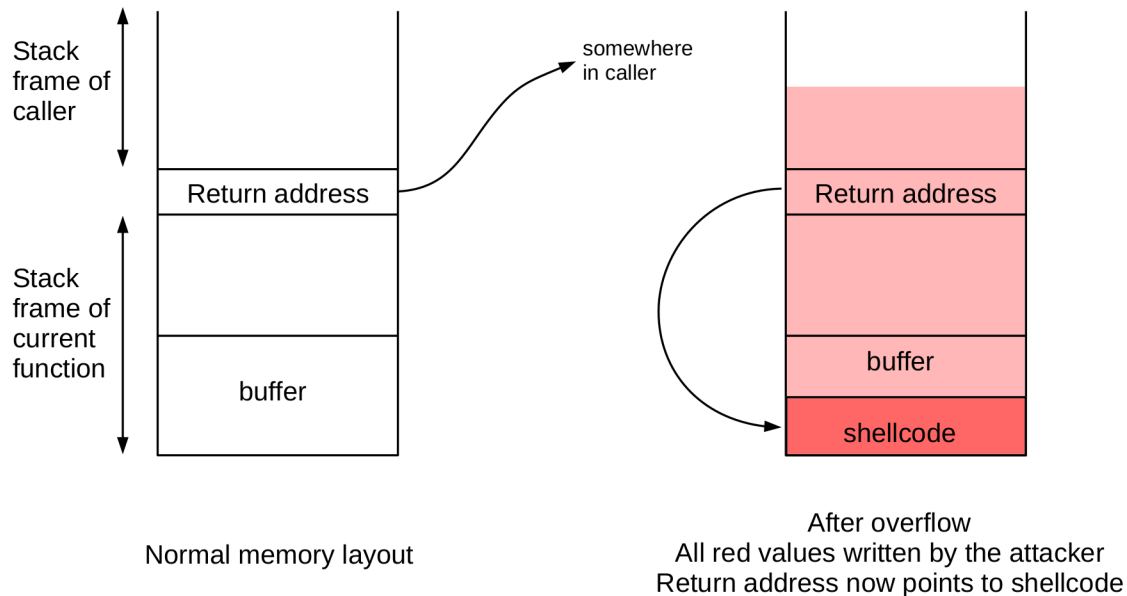 Stack
frame of
caller
Return address
somewhere
in caller
Stack
frame of
current
function
buffer
Normal memory layout
Return address
buffer
shellcode
After overflow
All red values written by the attacker
Return address now points to shellcode